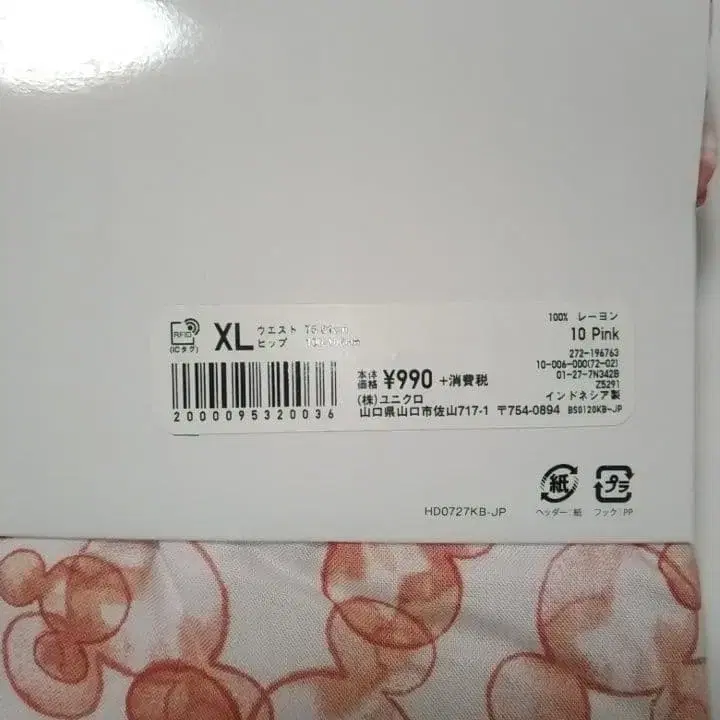 RFID
(ICタグ)
XL
ウエスト
ヒップ
100% レーヨン
10 Pink
272-196763
10-006-000(72-02)
01-27-7N342B
Z5291
インドネシア製
本体
価格 ¥990 +消費税
(株)ユニクロ
山口県山口市佐山717-1 〒754-0894 BS0120KB-JP
2000095320036
HD0727KB-JP
紙
ヘッダー:紙
プラ
フック:PP